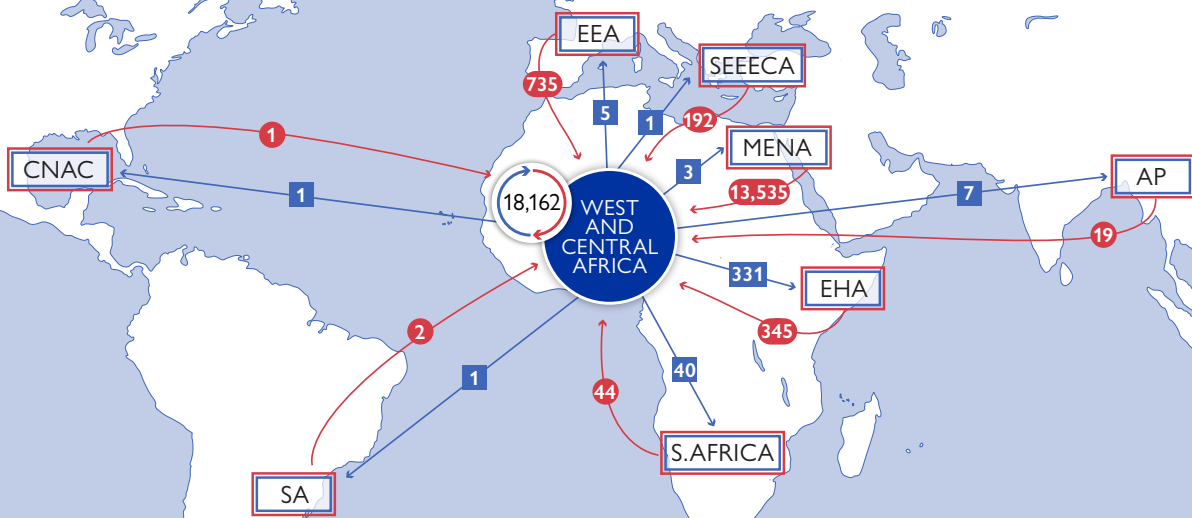 EEA
SEEECA
735
5
1
192
1
MENA
CNAC
3
AP
1
18,162
13,535
7
WEST
AND
CENTRAL
AFRICA
19
331
EHA
2
345
1
40
44
S.AFRICA
SA